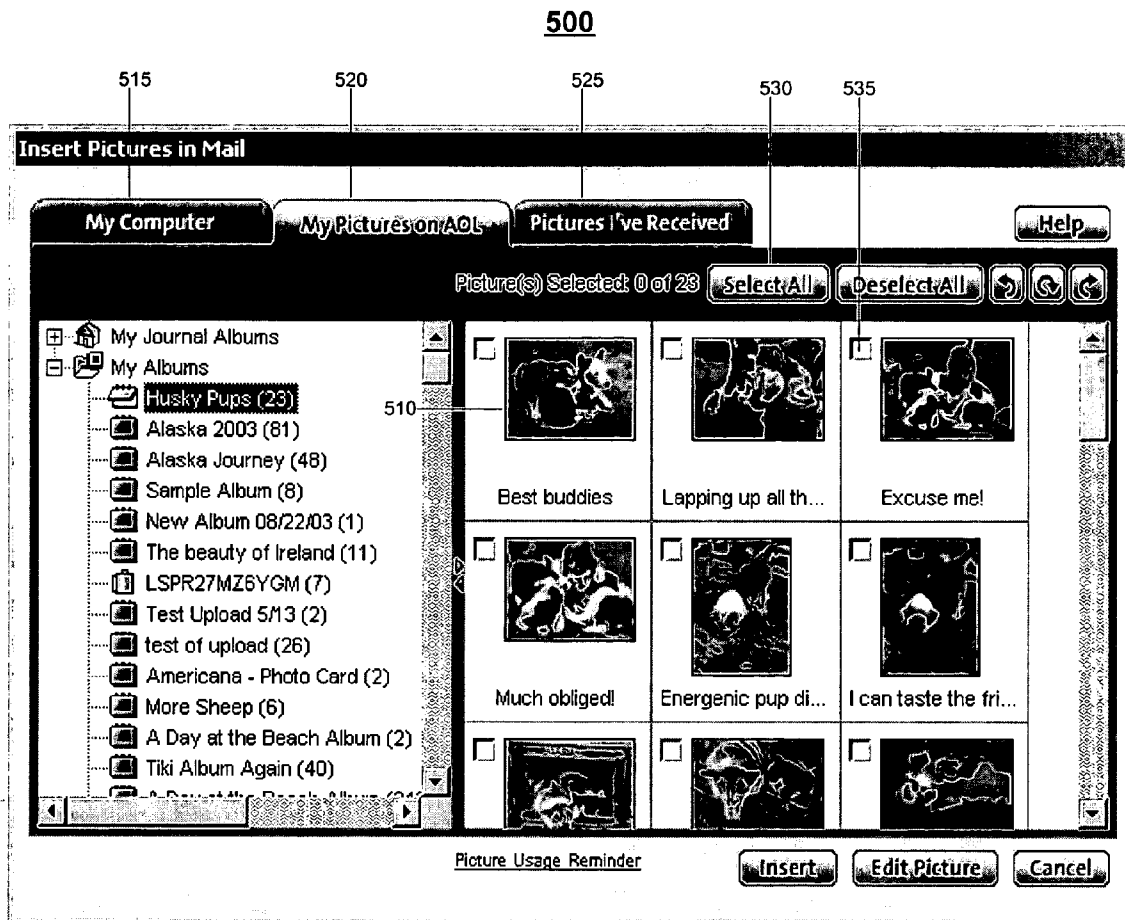 500
515 520 525 530 535
Insert Pictures in Mail
My Computer My Pictures on AOL Pictures I've Received Help
Picture(s) Selected: 0 of 23 Select All Deselect All
My Journal Albums
My Albums
Husky Pups (23)
510
Alaska 2003 (81)
Alaska Journey (48)
Sample Album (8)
New Album 08/22/03 (1)
The beauty of Ireland (11)
LSPR27MZ6YGM (7)
Test Upload 5/13 (2)
test of upload (26)
Americana - Photo Card (2)
More Sheep (6)
A Day at the Beach Album (2)
Tiki Album Again (40)
Best buddies Lapping up all th... Excuse me!
Much obliged! Energenic pup di... I can taste the fri...
Picture Usage Reminder Insert Edit Picture Cancel